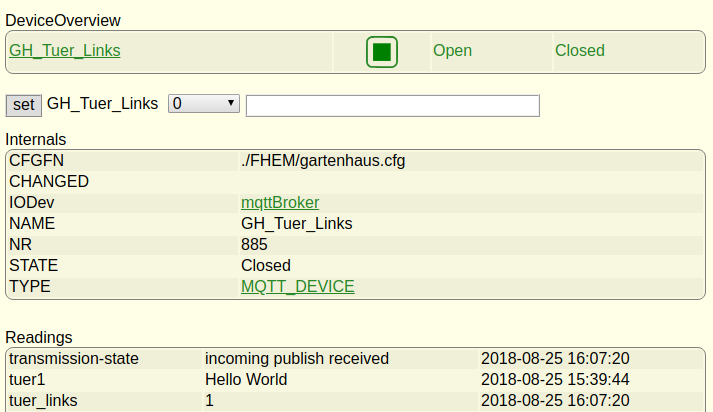 DeviceOverview
GH_Tuer_Links Open Closed
set GH_Tuer_Links 0
Internals
CFGFN ./FHEM/gartenhaus.cfg
CHANGED
IODev mqttBroker
NAME GH_Tuer_Links
NR 885
STATE Closed
TYPE MQTT_DEVICE
Readings
transmission-state incoming publish received 2018-08-25 16:07:20
tuer1 Hello World 2018-08-25 15:39:44
tuer_links 1 2018-08-25 16:07:20